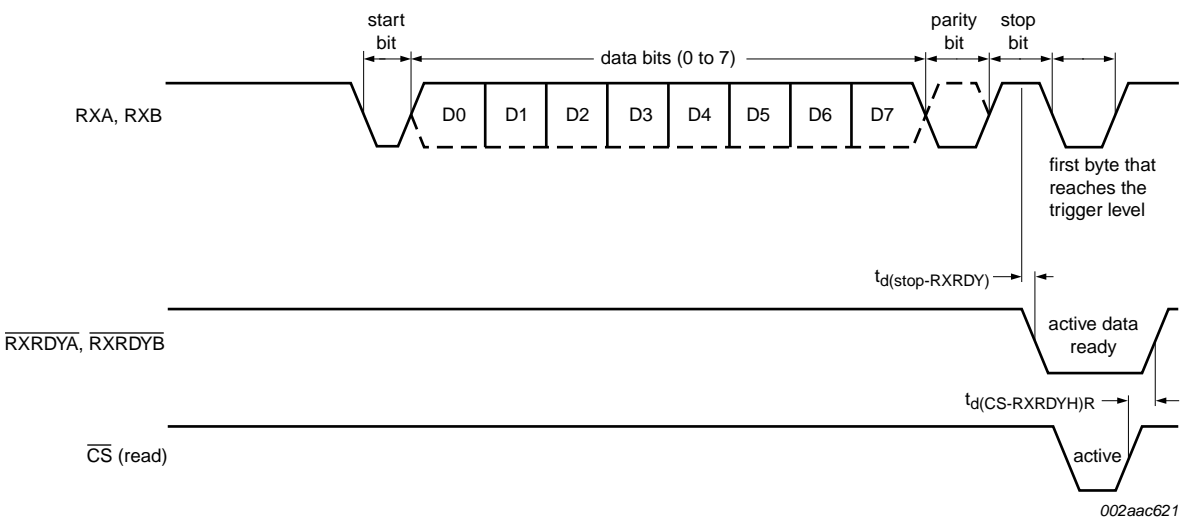 start
bit
parity
bit
stop
bit
data bits (0 to 7)
RXA, RXB
D0 D1 D2 D3 D4 D5 D6 D7
first byte that
reaches the
trigger level
td(stop-RXRDY)
RXRDYA, RXRDYB
active data
ready
td(CS-RXRDYH)R
CS (read)
active
002aac621